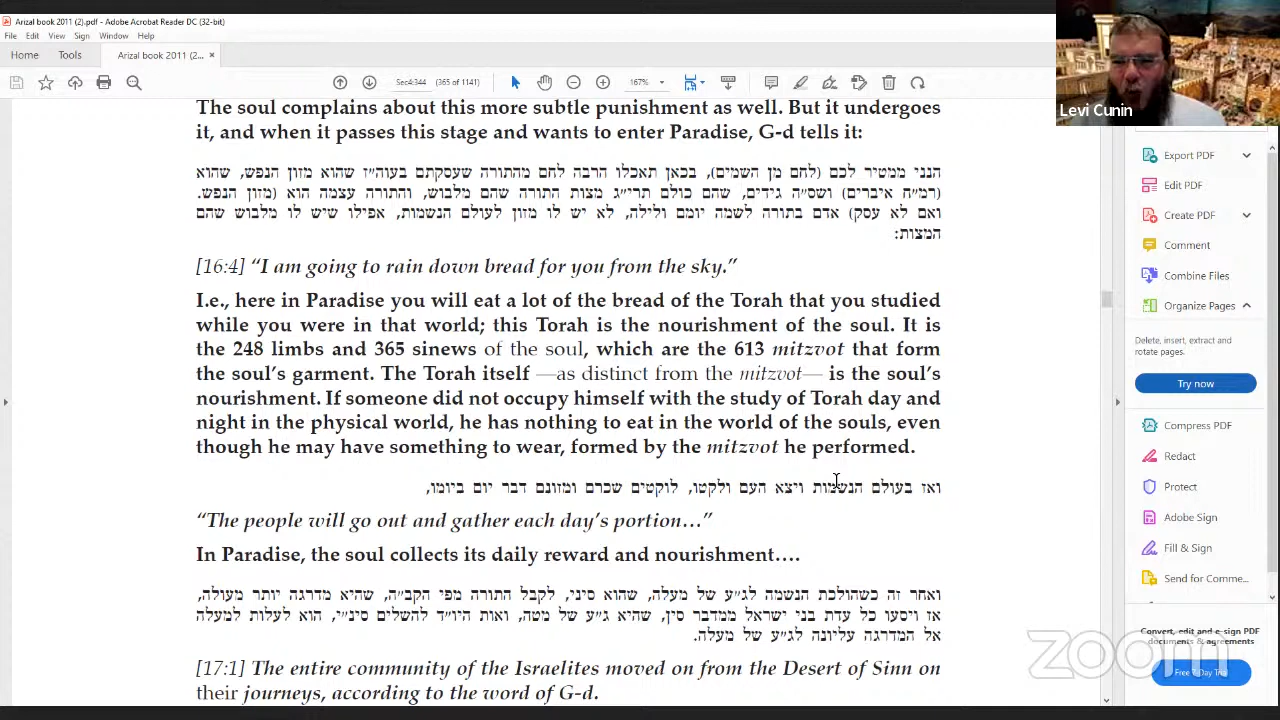 Arizal book 2011 (2).pdf - Adobe Acrobat Reader DC (32-bit)
File Edit View Sign Window Help
Home Tools Arizal book 2011 (2... ×
Sec4:344 (365 of 1141) 167%
Levi Cunin
The soul complains about this more subtle punishment as well. But it undergoes
it, and when it passes this stage and wants to enter Paradise, G-d tells it:
הנני ממטיר לכם (לחם מן השמים), בכאן תאכלו הרבה לחם מהתורה שעסקתם בעוה״ז שהוא מזון הנפש, שהוא
(רמ״ח איברים) ושס״ה גידים, שהם כולם תרי״ג מצות התורה שהם מלבוש, והתורה עצמה הוא (מזון הנפש.
ואם לא עסק) אדם בתורה לשמה יומם ולילה, לא יש לו מזון לעולם הנשמות, אפילו שיש לו מלבוש שהם
המצות:
[16:4] “I am going to rain down bread for you from the sky.”
I.e., here in Paradise you will eat a lot of the bread of the Torah that you studied
while you were in that world; this Torah is the nourishment of the soul. It is
the 248 limbs and 365 sinews of the soul, which are the 613 mitzvot that form
the soul’s garment. The Torah itself —as distinct from the mitzvot— is the soul’s
nourishment. If someone did not occupy himself with the study of Torah day and
night in the physical world, he has nothing to eat in the world of the souls, even
though he may have something to wear, formed by the mitzvot he performed.
ואז בעולם הנשמות ויצא העם ולקטו, לוקטים שכרם ומזונם דבר יום ביומו,
“The people will go out and gather each day’s portion…”
In Paradise, the soul collects its daily reward and nourishment….
ואחר זה כשהולכת הנשמה לג״ע של מעלה, שהוא סיני, לקבל התורה מפי הקב״ה, שהיא מדרגה יותר מעולה,
אז ויסעו כל עדת בני ישראל ממדבר סין, שהיא ג״ע של מטה, ואות היו״ד להשלים סינ״י, הוא לעלות למעלה
אל המדרגה עליונה לג״ע של מעלה.
[17:1] The entire community of the Israelites moved on from the Desert of Sinn on
their journeys, according to the word of G-d.
Export PDF
Edit PDF
Create PDF
Comment
Combine Files
Organize Pages
Delete, insert, extract and
rotate pages.
Try now
Compress PDF
Redact
Protect
Adobe Sign
Fill & Sign
Send for Comme...
Convert, edit and e-sign PDF
documents & agreements
Free 7-Day Trial
zoom